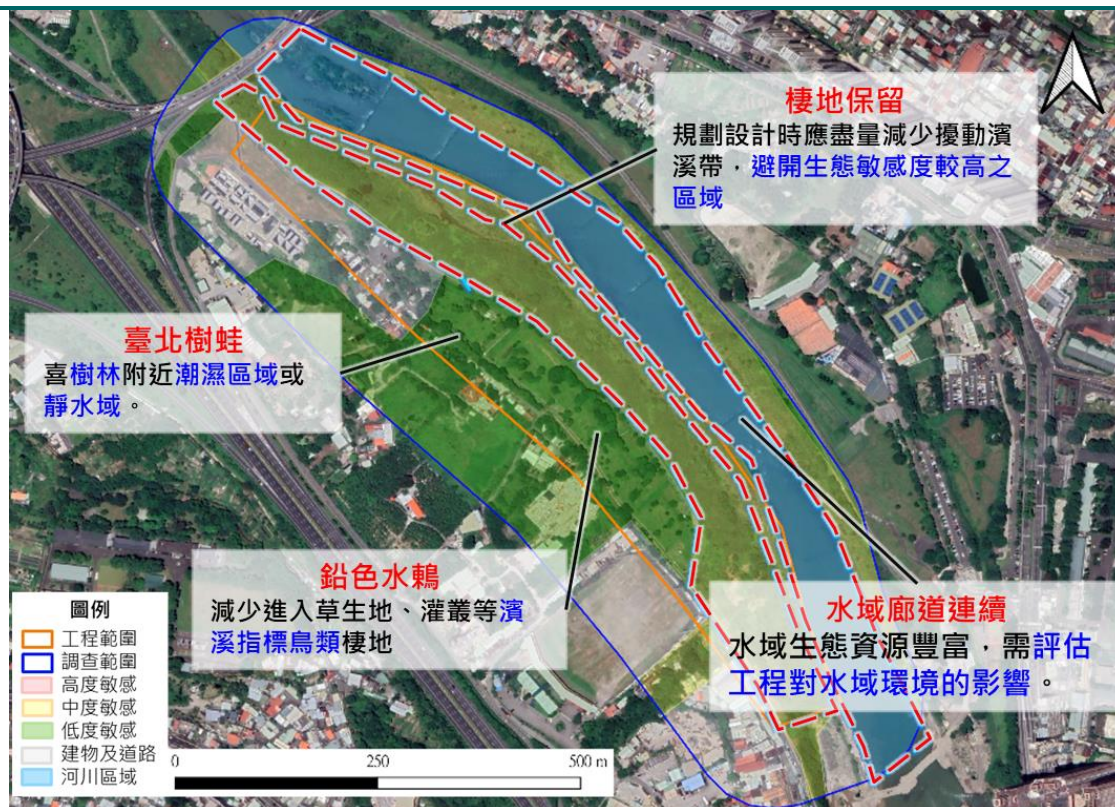 棲地保留
規劃設計時應盡量減少擾動濱
溪帶，避開生態敏感度較高之
區域
臺北樹蛙
喜樹林附近潮濕區域或
靜水域。
鉛色水鶇
減少進入草生地、灌叢等濱
溪指標鳥類棲地
水域廊道連續
水域生態資源豐富，需評估
工程對水域環境的影響。
圖例
工程範圍
調查範圍
高度敏感
中度敏感
低度敏感
建物及道路
河川區域
0 250 500 m